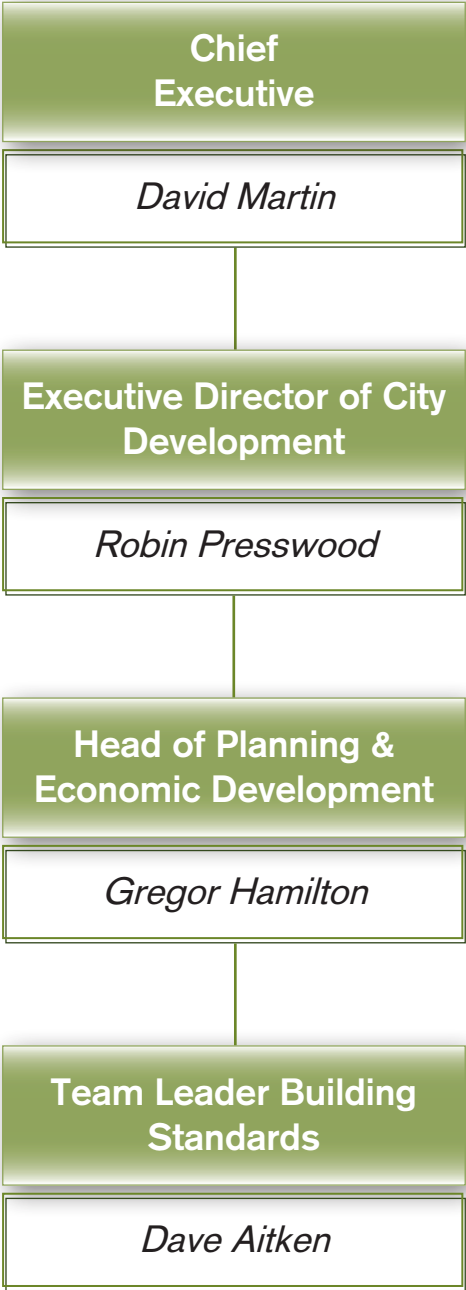 Chief
Executive
David Martin
Executive Director of City
Development
Robin Presswood
Head of Planning &
Economic Development
Gregor Hamilton
Team Leader Building
Standards
Dave Aitken